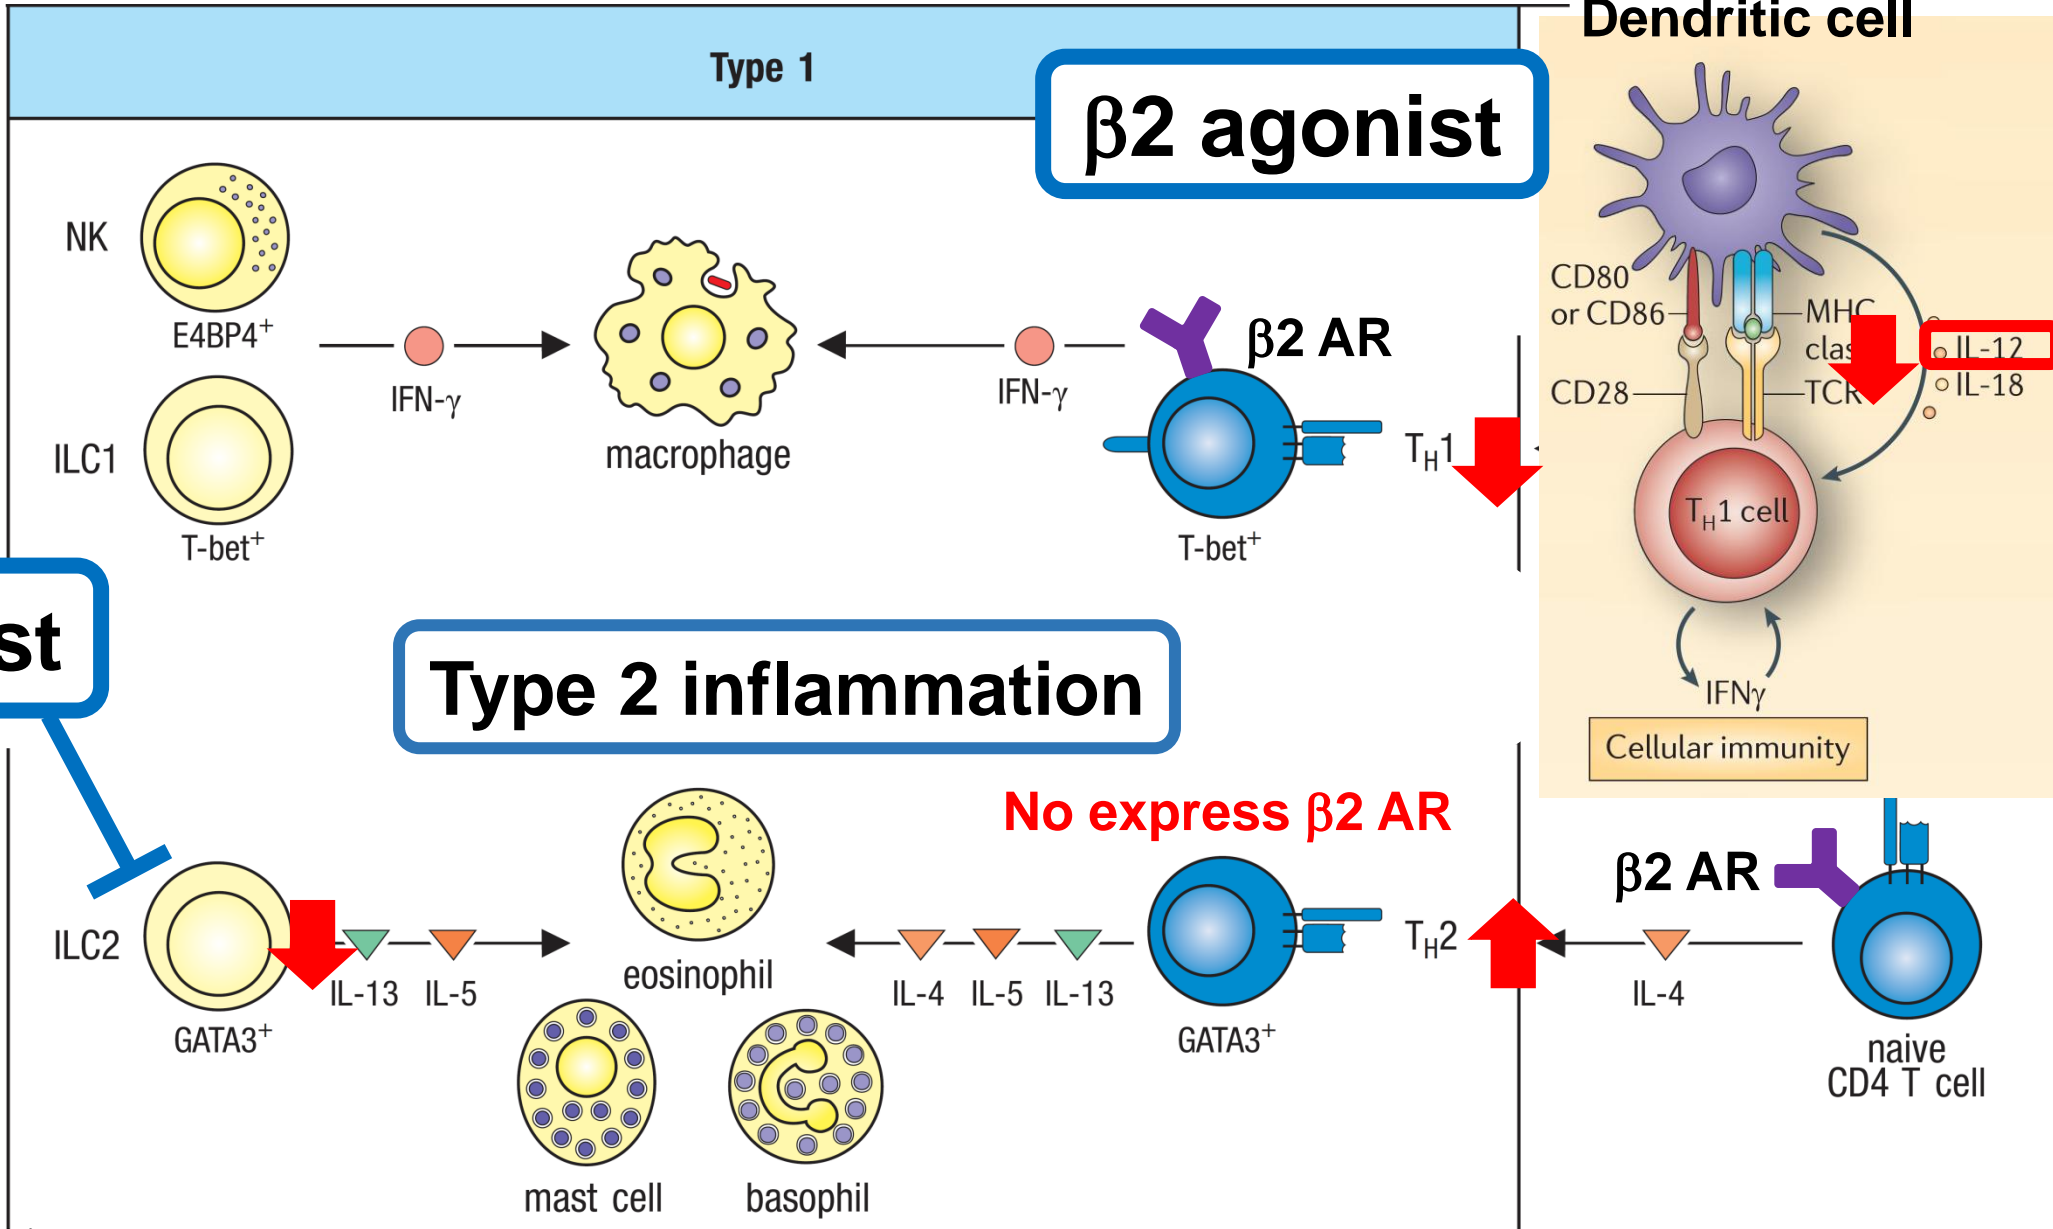 Dendritic cell
Type 1
β2 agonist
NK
E4BP4⁺
IFN-γ
macrophage
IFN-γ
β2 AR
CD80
or CD86
MHC
clas
IL-12
IL-18
CD28
TCR
ILC1
T-bet⁺
T-bet⁺
TH1
TH1 cell
IFNγ
Cellular immunity
st
Type 2 inflammation
No express β2 AR
β2 AR
ILC2
GATA3⁺
IL-13
IL-5
eosinophil
IL-4
IL-5
IL-13
GATA3⁺
TH2
IL-4
naive
CD4 T cell
mast cell
basophil